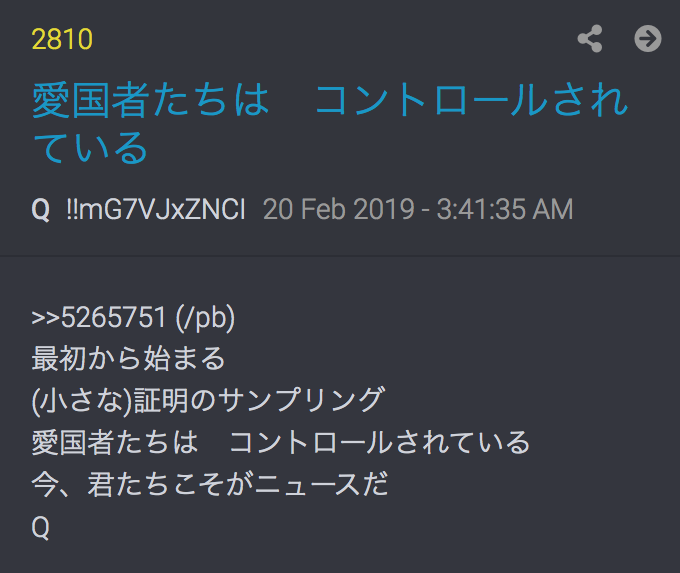 2810
愛国者たちは　コントロールされ
ている
Q !!mG7VJxZNCI 20 Feb 2019 - 3:41:35 AM
>>5265751 (/pb)
最初から始まる
(小さな)証明のサンプリング
愛国者たちは　コントロールされている
今、君たちこそがニュースだ
Q